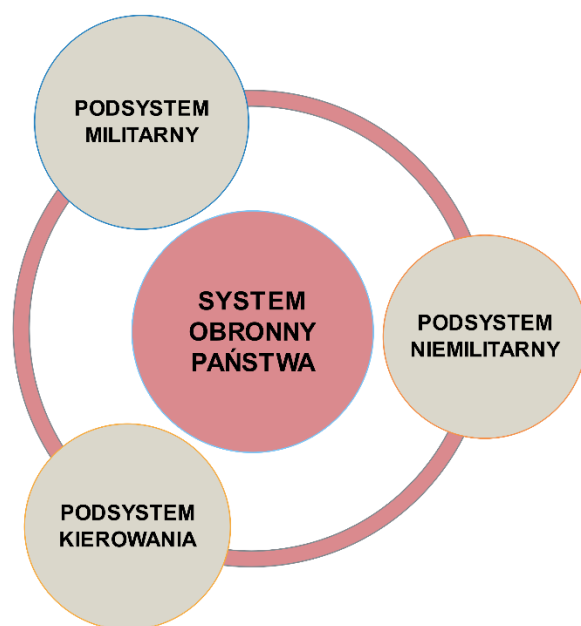 PODSYSTEM
MILITARNY
SYSTEM
OBRONNY
PAŃSTWA
PODSYSTEM
NIEMILITARNY
PODSYSTEM
KIEROWANIA